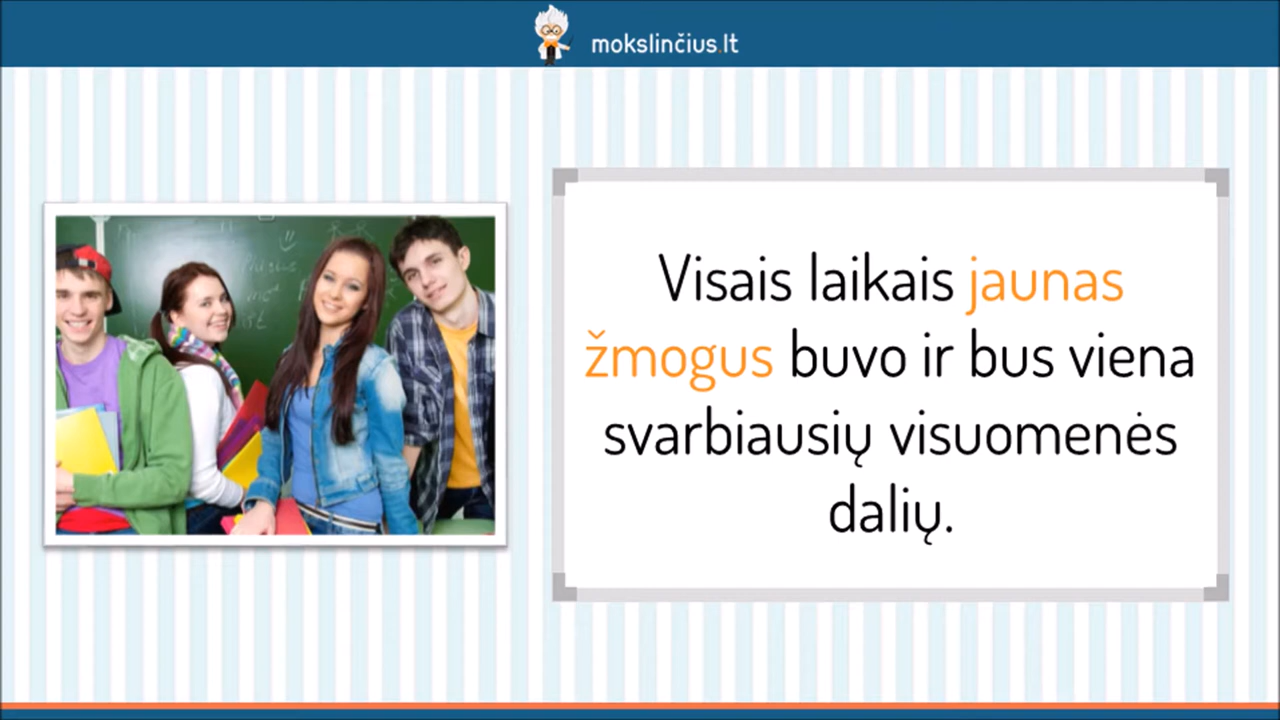 mokslinčius.lt
Visais laikais jaunas
žmogus buvo ir bus viena
svarbiausių visuomenės
dalių.